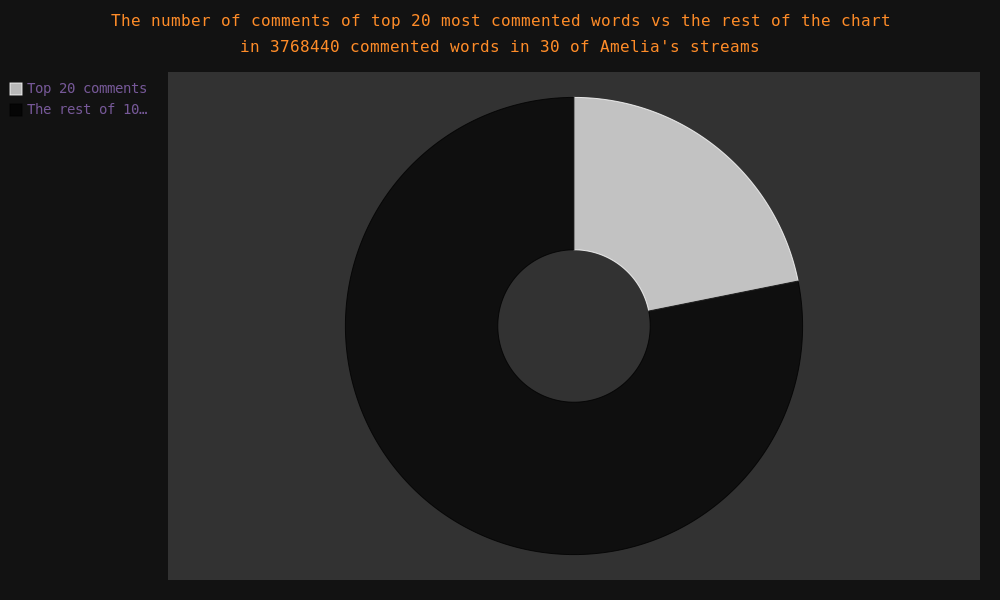 The number of comments of top 20 most commented words vs the rest of the chart
in 3768440 commented words in 30 of Amelia's streams
Top 20 comments
The rest of 10…